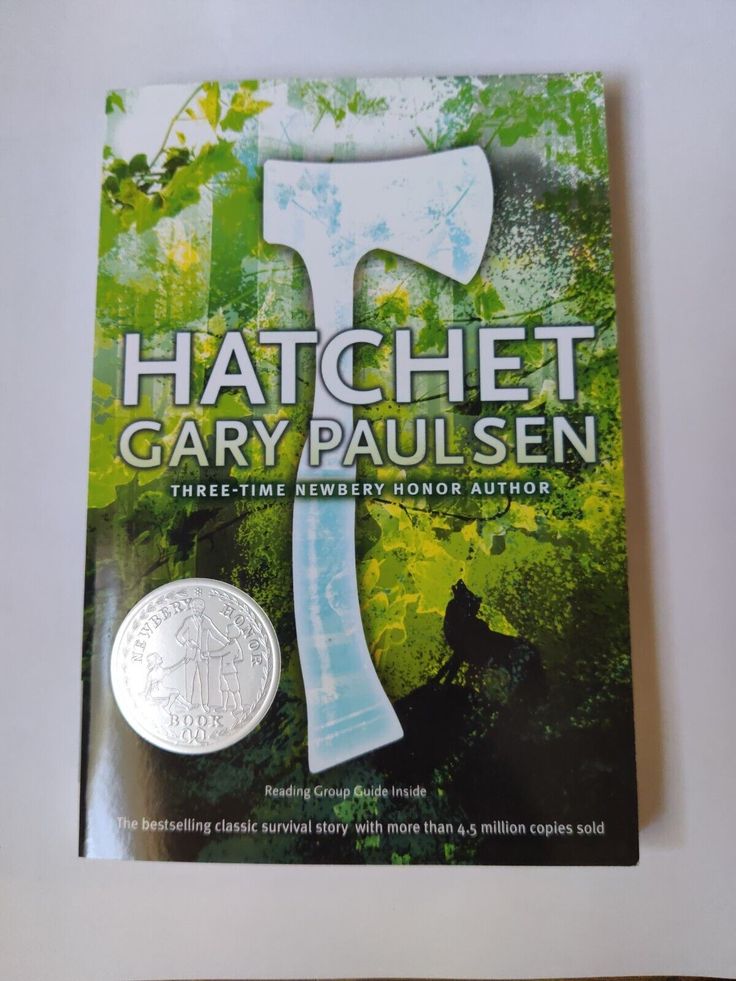 HATCHET
GARY PAULSEN
THREE-TIME NEWBERY HONOR AUTHOR
NEWBERY HONOR
BOOK
Reading Group Guide Inside
The bestselling classic survival story with more than 4.5 million copies sold